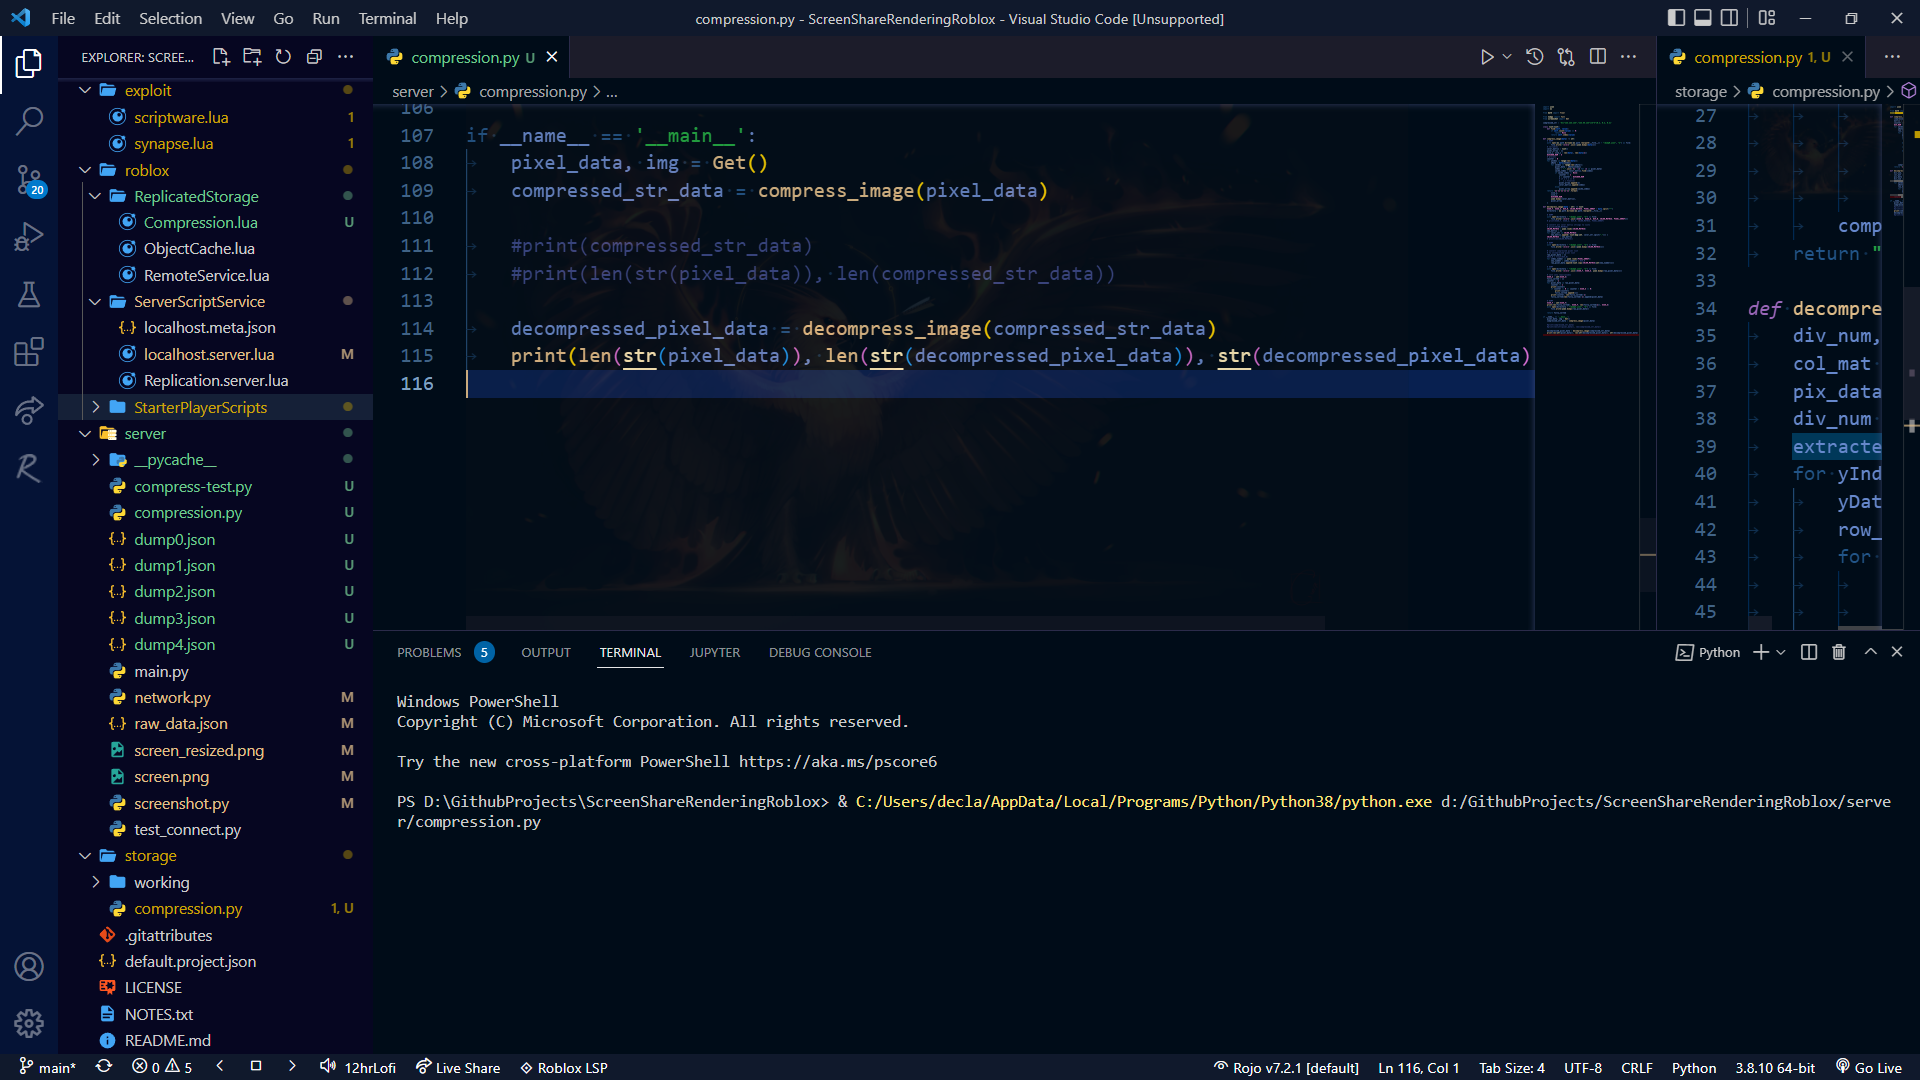 File Edit Selection View Go Run Terminal Help
compression.py - ScreenShareRenderingRoblox - Visual Studio Code [Unsupported]
EXPLORER: SCREE...
exploit
scriptware.lua 1
synapse.lua 1
roblox
ReplicatedStorage
Compression.lua U
ObjectCache.lua
RemoteService.lua
ServerScriptService
localhost.meta.json
localhost.server.lua M
Replication.server.lua
StarterPlayerScripts
server
__pycache__
compress-test.py U
compression.py U
dump0.json U
dump1.json U
dump2.json U
dump3.json U
dump4.json U
main.py
network.py M
raw_data.json M
screen_resized.png M
screen.png M
screenshot.py M
test_connect.py
storage
working
compression.py 1, U
.gitattributes
default.project.json
LICENSE
NOTES.txt
README.md
20
compression.py U
server > compression.py > ...
106
107 if __name__ == '__main__':
108 pixel_data, img = Get()
109 compressed_str_data = compress_image(pixel_data)
110
111 #print(compressed_str_data)
112 #print(len(str(pixel_data)), len(compressed_str_data))
113
114 decompressed_pixel_data = decompress_image(compressed_str_data)
115 print(len(str(pixel_data)), len(str(decompressed_pixel_data)), str(decompressed_pixel_data)
116
compression.py 1, U
storage > compression.py >
27
28
29
30
31 comp
32 return "
33
34 def decompre
35 div_num,
36 col_mat
37 pix_data
38 div_num
39 extracte
40 for yInd
41 yDat
42 row_
43 for
44
45
PROBLEMS 5 OUTPUT TERMINAL JUPYTER DEBUG CONSOLE
Python
Windows PowerShell
Copyright (C) Microsoft Corporation. All rights reserved.
Try the new cross-platform PowerShell https://aka.ms/pscore6
PS D:\GithubProjects\ScreenShareRenderingRoblox> & C:/Users/decla/AppData/Local/Programs/Python/Python38/python.exe d:/GithubProjects/ScreenShareRenderingRoblox/serve
r/compression.py
main* 0 5 12hrLofi Live Share Roblox LSP
Rojo v7.2.1 [default] Ln 116, Col 1 Tab Size: 4 UTF-8 CRLF Python 3.8.10 64-bit Go Live